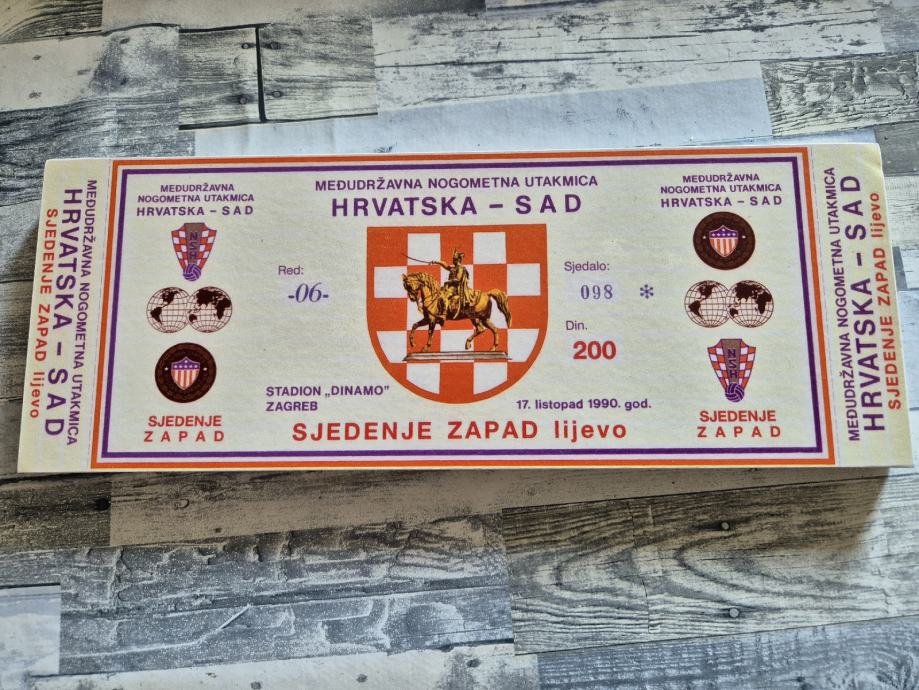 MEĐUDRŽAVNA NOGOMETNA UTAKMICA
HRVATSKA – SAD
SJEDENJE ZAPAD lijevo
MEĐUDRŽAVNA
NOGOMETNA UTAKMICA
HRVATSKA – SAD
NSH
SJEDENJE
ZAPAD
MEĐUDRŽAVNA NOGOMETNA UTAKMICA
HRVATSKA – SAD
Red:
-06-
Sjedalo:
098 *
Din.
200
STADION „DINAMO”
ZAGREB
17. listopad 1990. god.
SJEDENJE ZAPAD lijevo
MEĐUDRŽAVNA
NOGOMETNA UTAKMICA
HRVATSKA – SAD
NSH
SJEDENJE
ZAPAD
MEĐUDRŽAVNA NOGOMETNA UTAKMICA
HRVATSKA – SAD
SJEDENJE ZAPAD lijevo